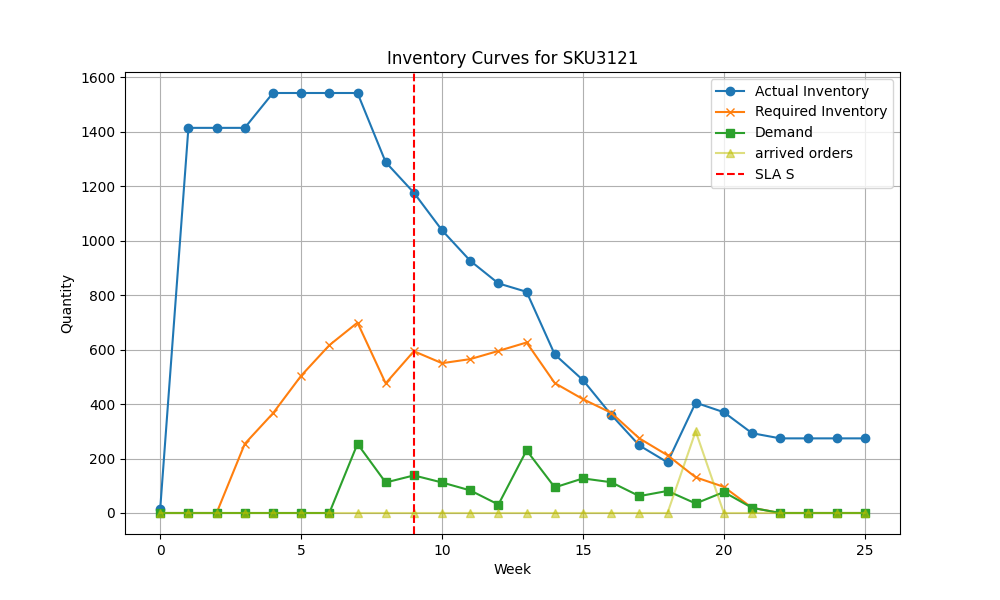 Inventory Curves for SKU3121
1600
1400
1200
1000
800
600
400
200
0
Quantity
Actual Inventory
Required Inventory
Demand
arrived orders
SLA S
0 5 10 15 20 25
Week